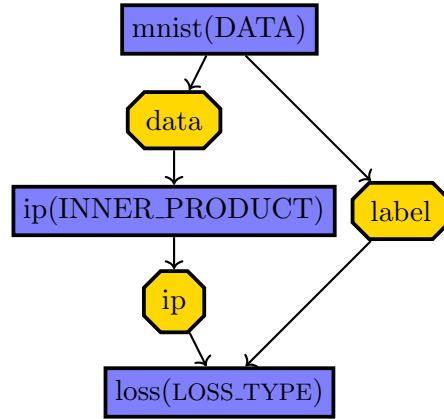 mnist(DATA)
data
ip(INNER_PRODUCT)
label
ip
loss(LOSS_TYPE)